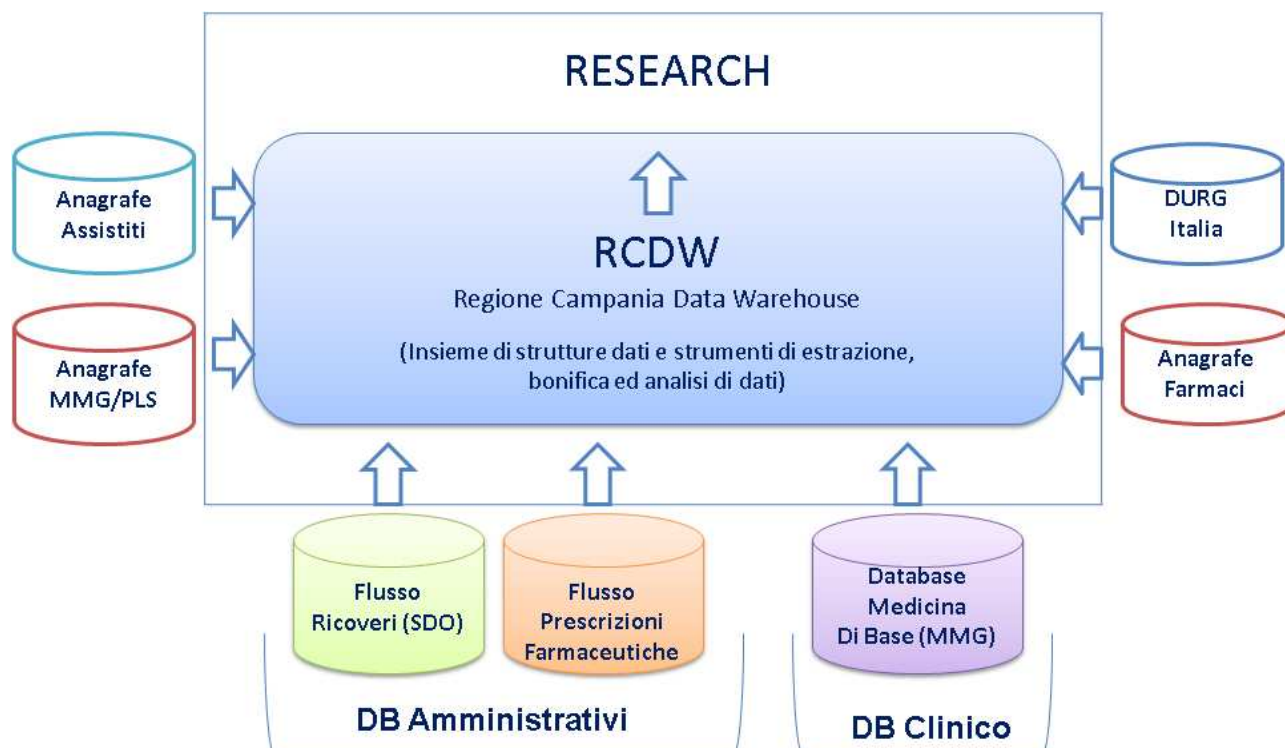 RESEARCH
Anagrafe
Assistiti
DURG
Italia
RCDW
Regione Campania Data Warehouse
(Insieme di strutture dati e strumenti di estrazione,
bonifica ed analisi di dati)
Anagrafe
MMG/PLS
Anagrafe
Farmaci
Flusso
Ricoveri (SDO)
Flusso
Prescrizioni
Farmaceutiche
Database
Medicina
Di Base (MMG)
DB Amministrativi
DB Clinico